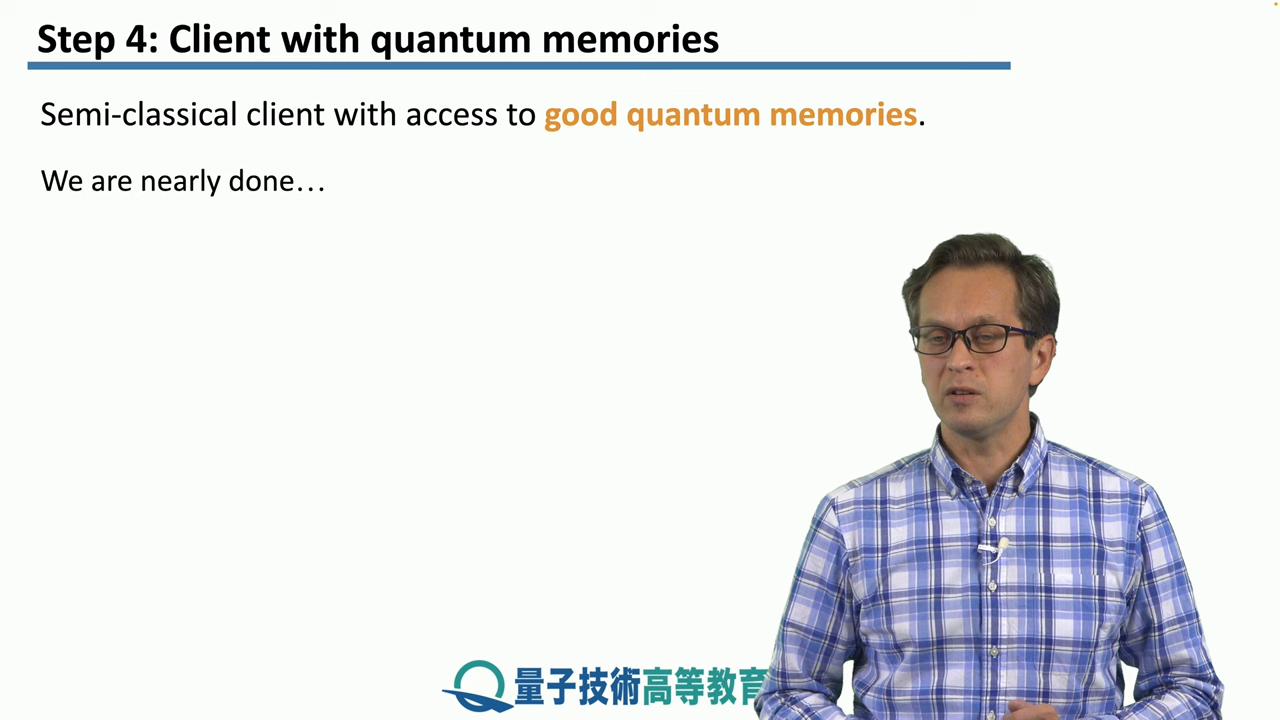 Step 4: Client with quantum memories
Semi-classical client with access to good quantum memories.
We are nearly done…
量子技術高等教育